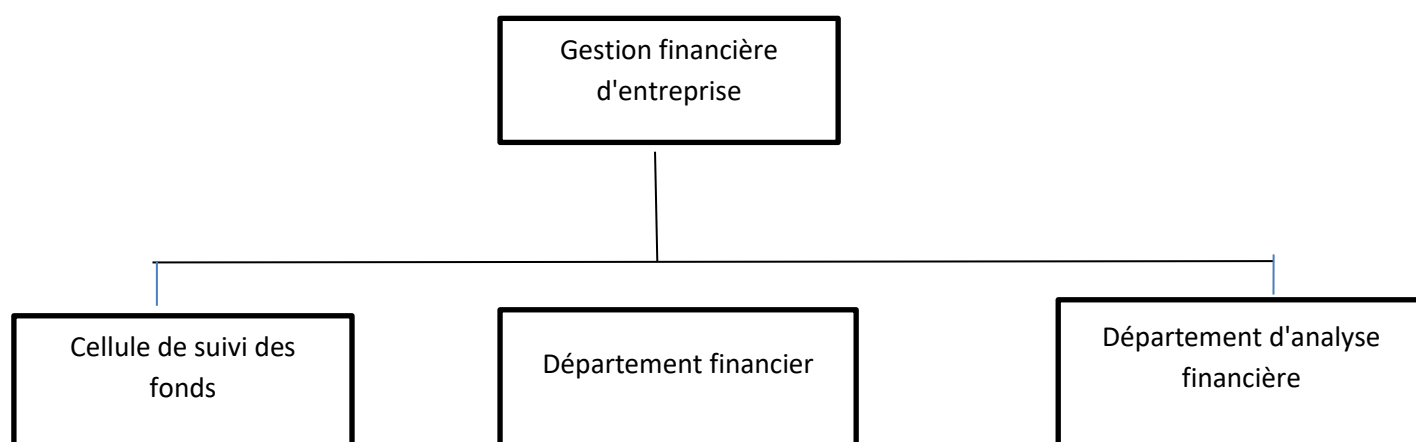 Gestion financière
d'entreprise
Cellule de suivi des
fonds
Département financier
Département d'analyse
financière